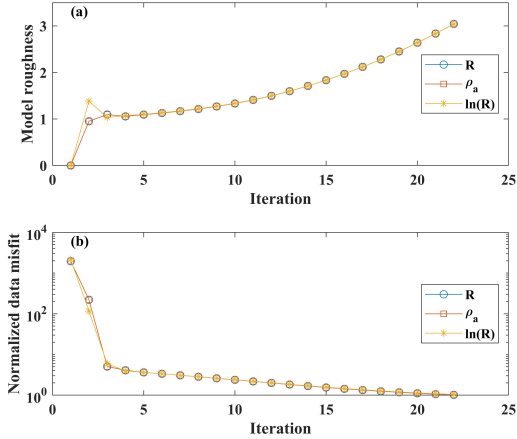 (a)
Model roughness
3
2
1
0
R
ρa
ln(R)
0 5 10 15 20 25
Iteration
(b)
Normalized data misfit
10^4
10^2
10^0
R
ρa
ln(R)
0 5 10 15 20 25
Iteration